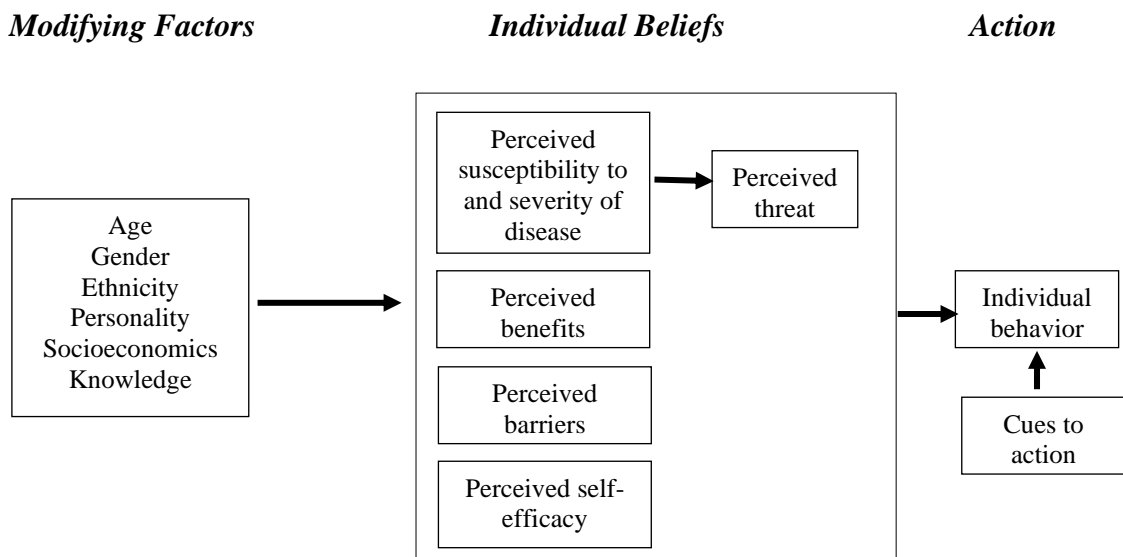 Modifying Factors
Individual Beliefs
Action
Age
Gender
Ethnicity
Personality
Socioeconomics
Knowledge
Perceived
susceptibility to
and severity of
disease
Perceived
threat
Perceived
benefits
Perceived
barriers
Perceived self-
efficacy
Individual
behavior
Cues to
action